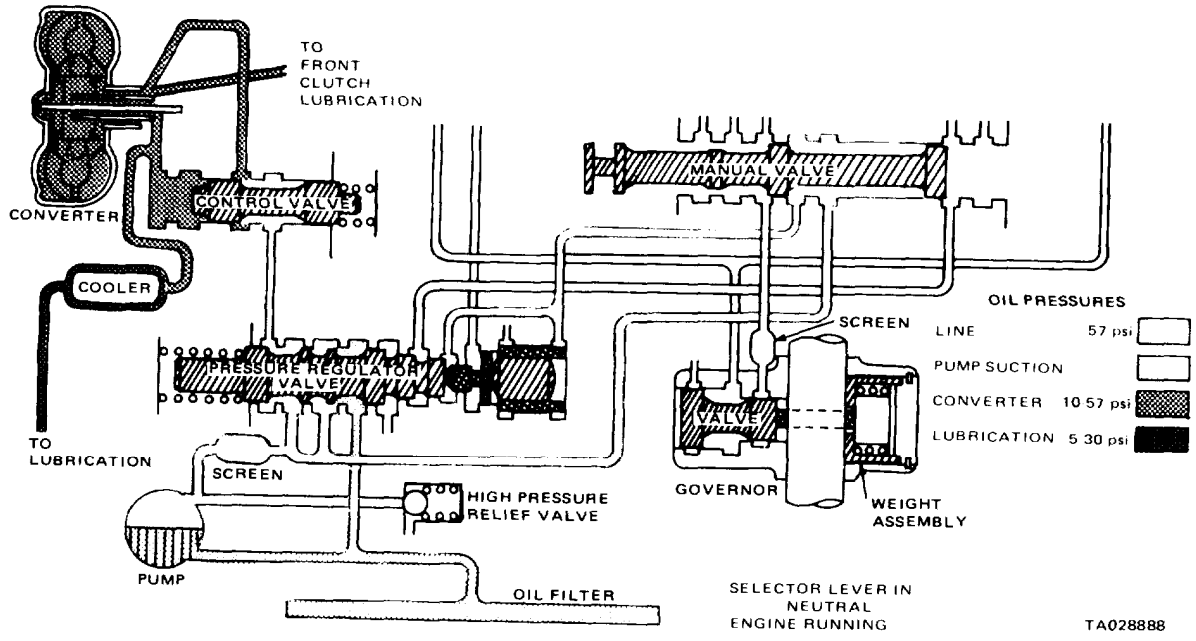 TO
FRONT
CLUTCH
LUBRICATION
CONVERTER
CONTROL VALVE
MANUAL VALVE
COOLER
OIL PRESSURES
LINE 57 psi
PUMP SUCTION
CONVERTER 10 57 psi
LUBRICATION 5 30 psi
SCREEN
PRESSURE REGULATOR
VALVE
VALVE
TO
LUBRICATION
SCREEN
GOVERNOR
WEIGHT
ASSEMBLY
HIGH PRESSURE
RELIEF VALVE
PUMP
OIL FILTER
SELECTOR LEVER IN
NEUTRAL
ENGINE RUNNING
TA028888